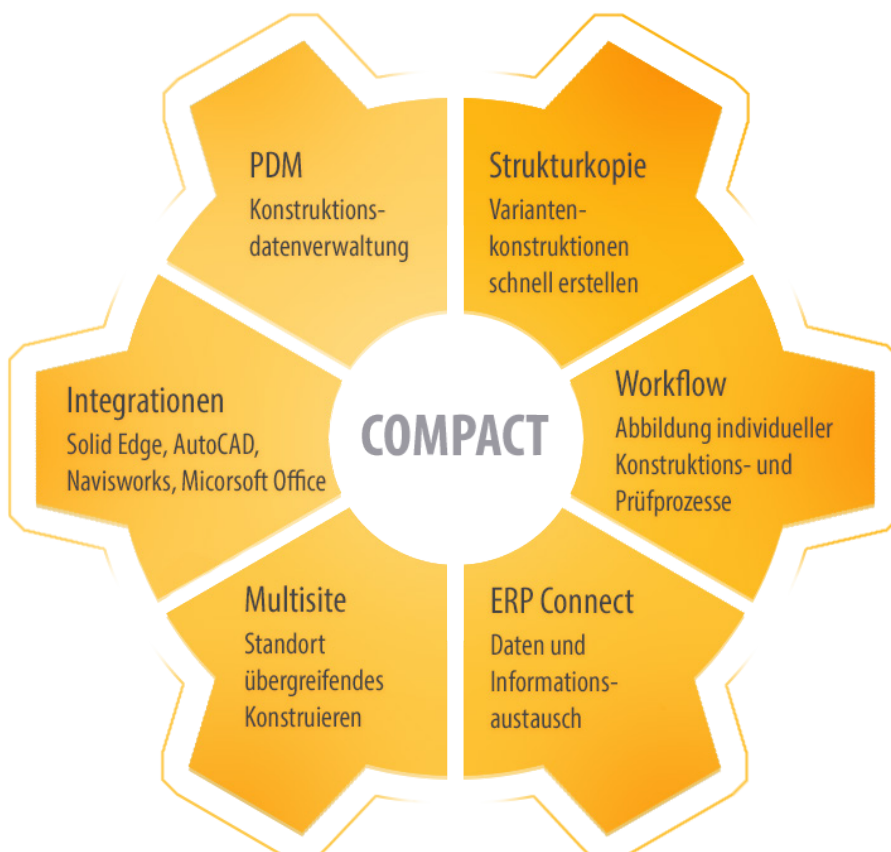 PDM
Konstruktions-
datenverwaltung
Strukturkopie
Varianten-
konstruktionen
schnell erstellen
Integrationen
Solid Edge, AutoCAD,
Navisworks, Micorsoft Office
COMPACT
Workflow
Abbildung individueller
Konstruktions- und
Prüfprozesse
Multisite
Standort
übergreifendes
Konstruieren
ERP Connect
Daten und
Informations-
austausch